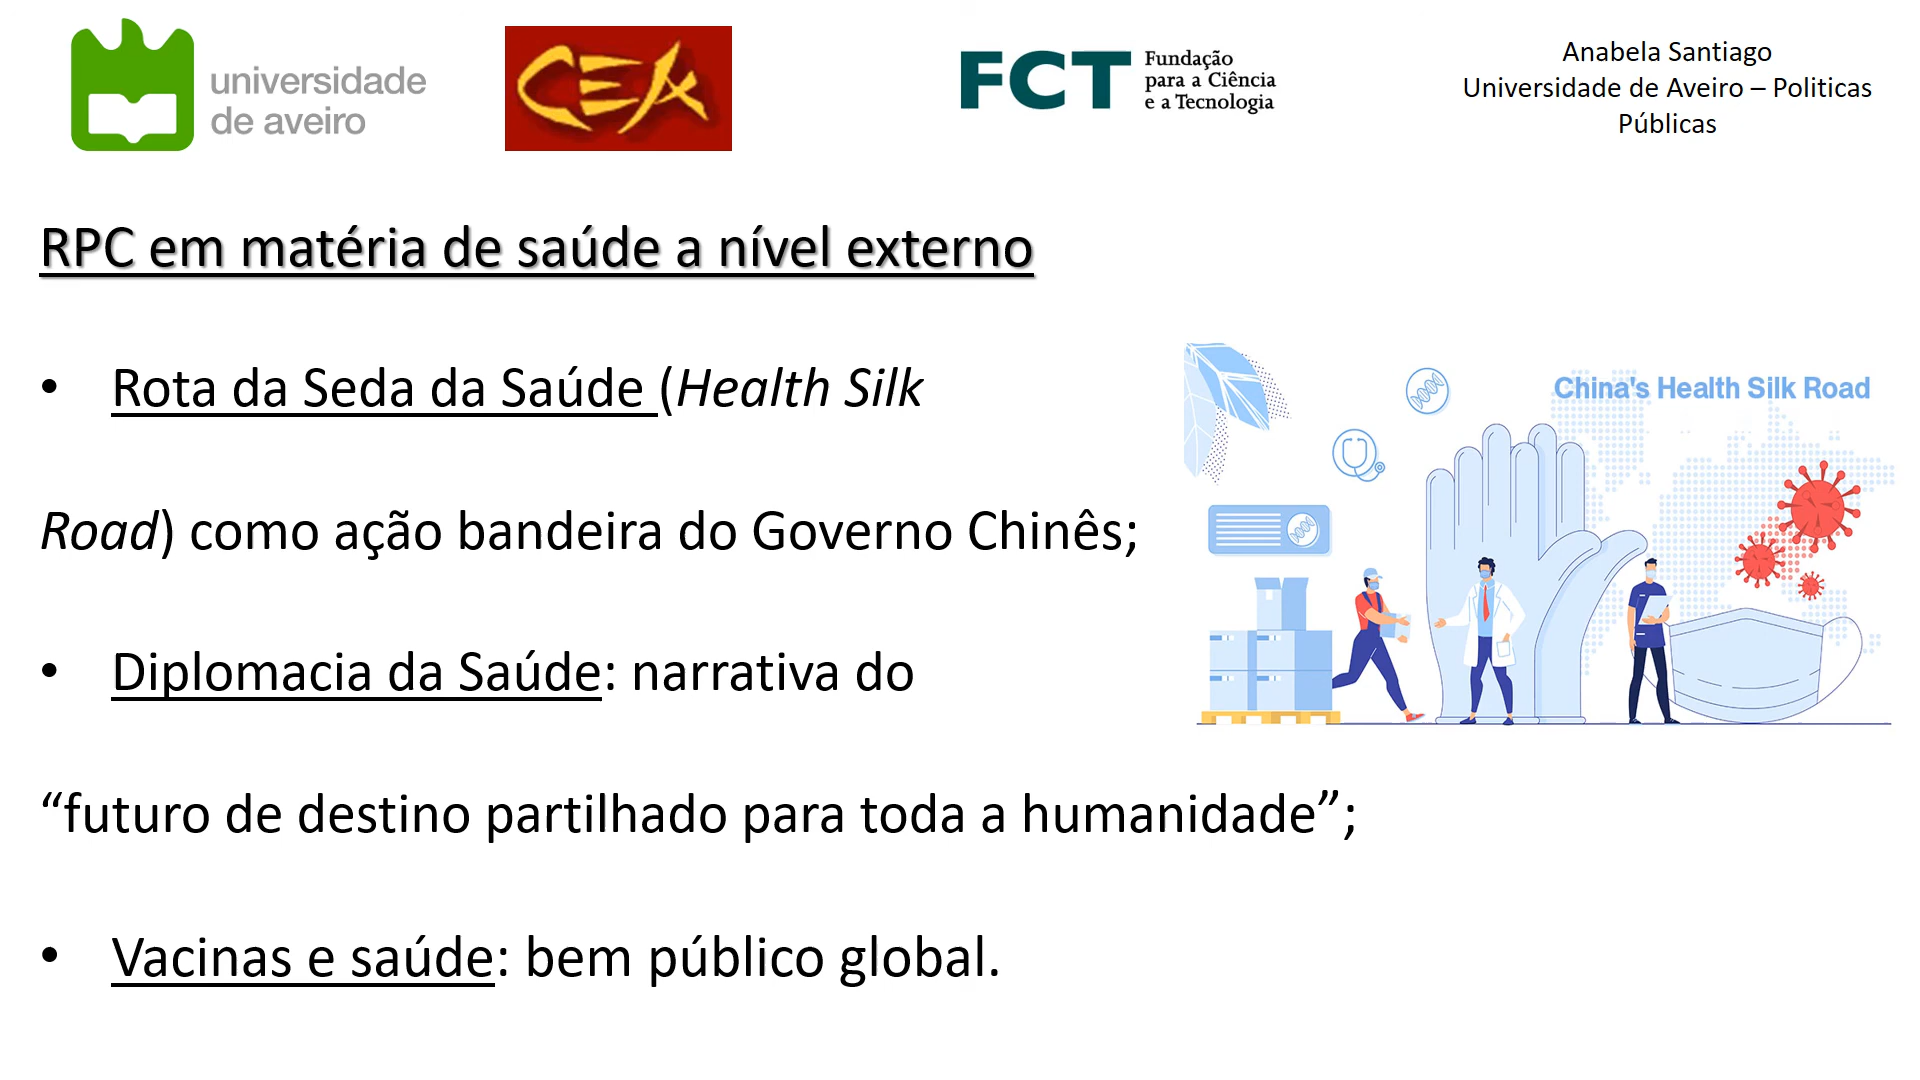 universidade
de aveiro
CEA
FCT
Fundação
para a Ciência
e a Tecnologia
Anabela Santiago
Universidade de Aveiro – Politicas
Públicas
RPC em matéria de saúde a nível externo
• Rota da Seda da Saúde (Health Silk
Road) como ação bandeira do Governo Chinês;
• Diplomacia da Saúde: narrativa do
“futuro de destino partilhado para toda a humanidade”;
• Vacinas e saúde: bem público global.
China's Health Silk Road